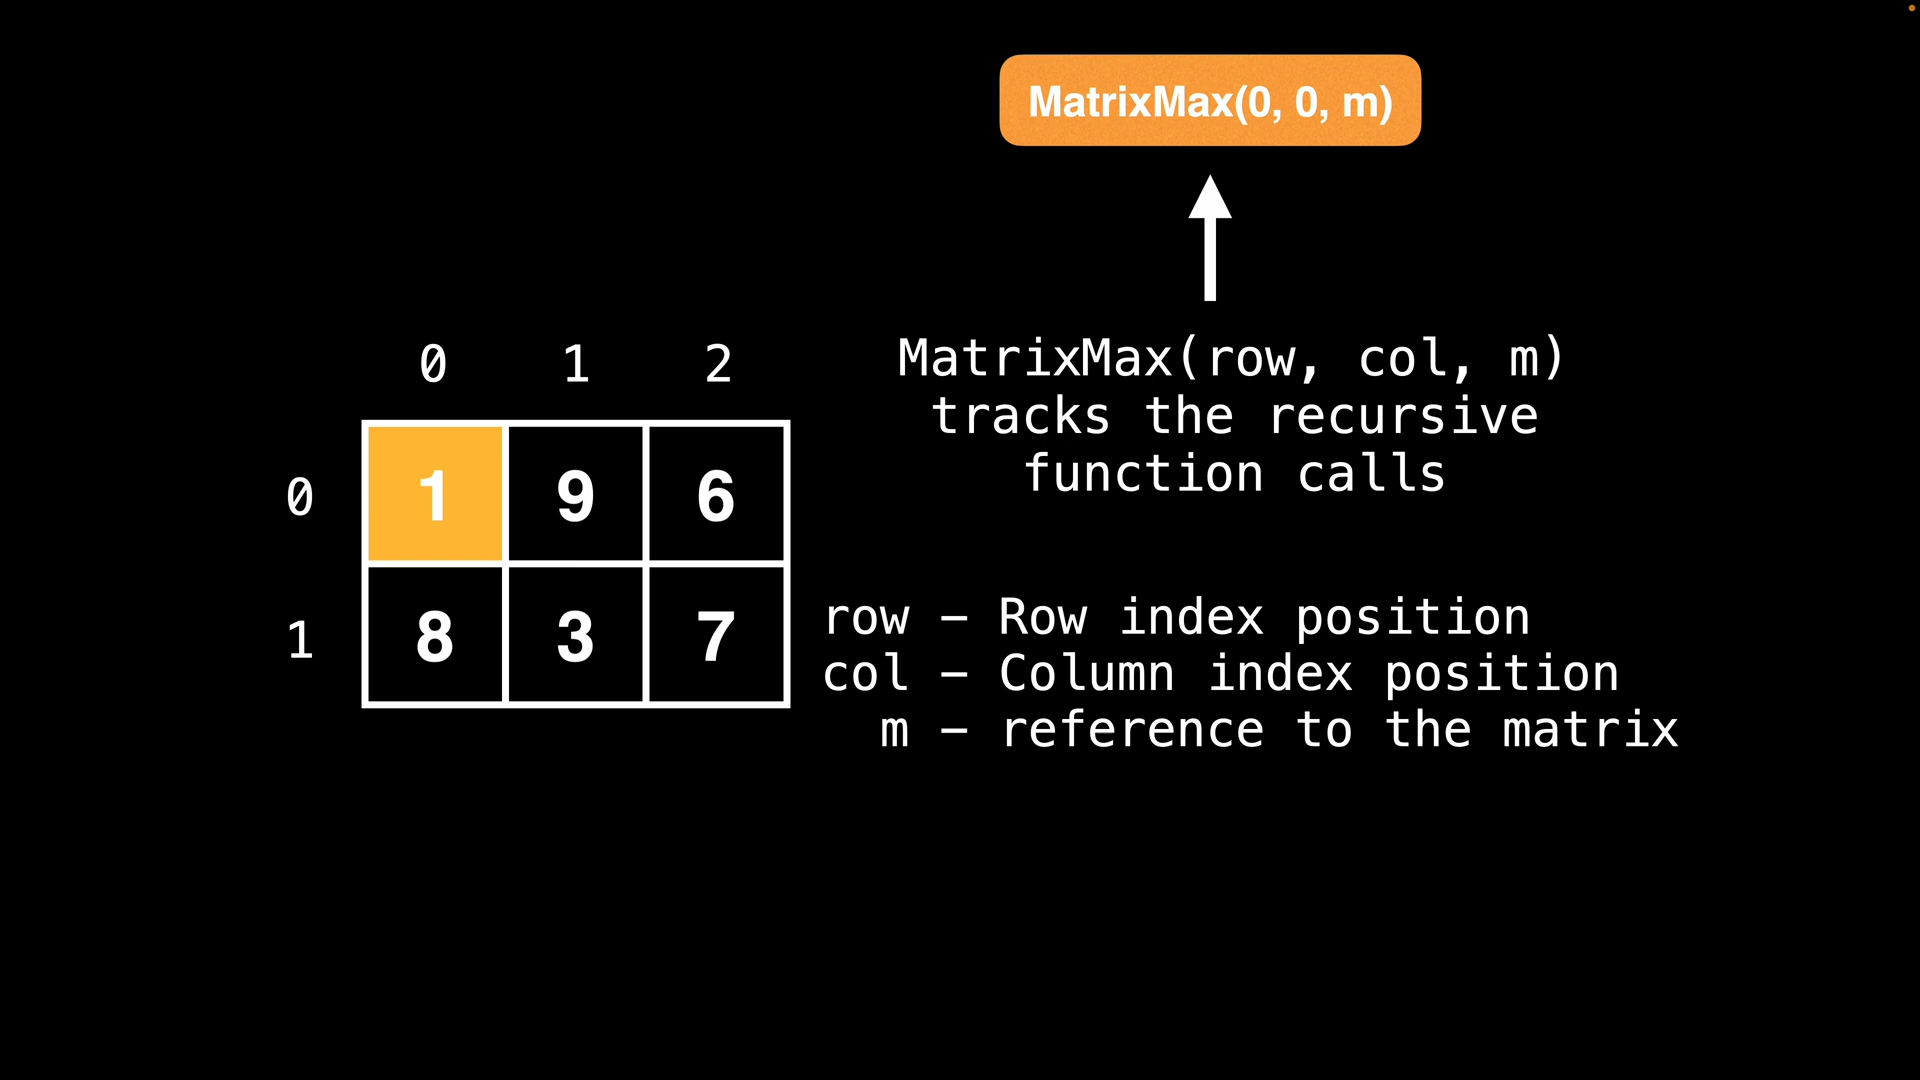 MatrixMax(0, 0, m)
MatrixMax(row, col, m)
tracks the recursive
function calls
0 1 2
0 1 9 6
1 8 3 7
row – Row index position
col – Column index position
m – reference to the matrix